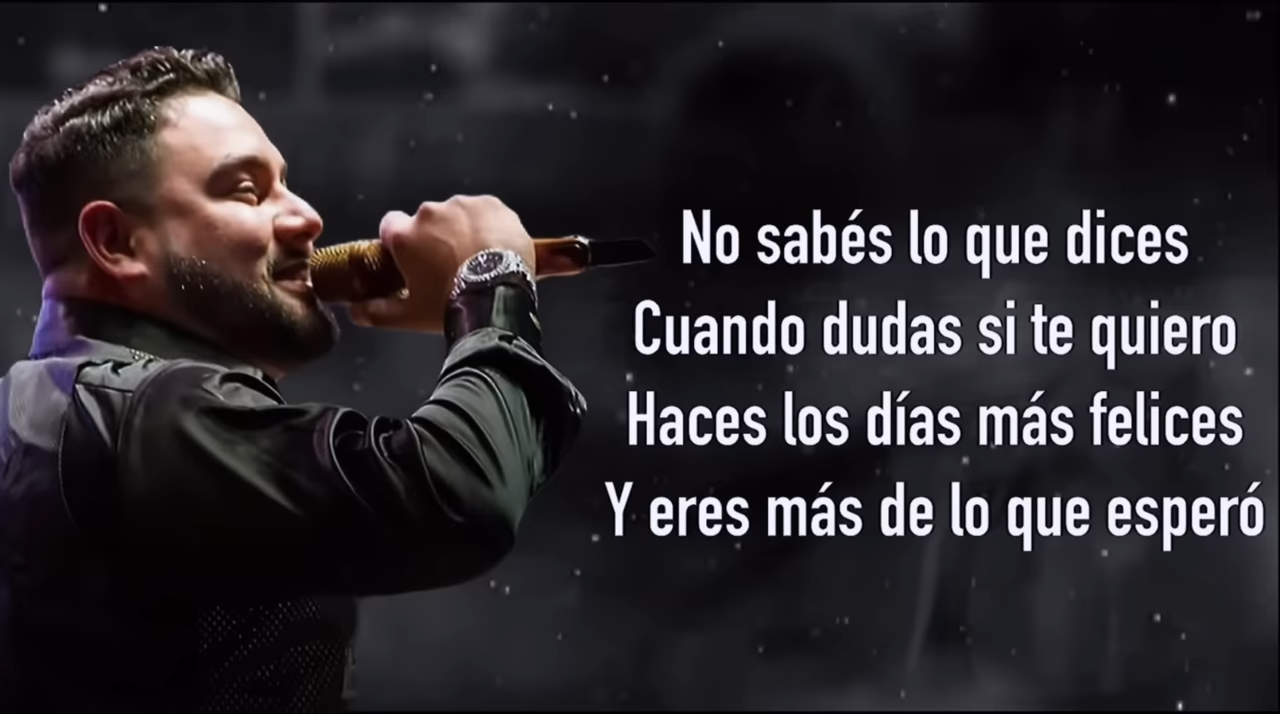 No sabés lo que dices
Cuando dudas si te quiero
Haces los días más felices
Y eres más de lo que esperó